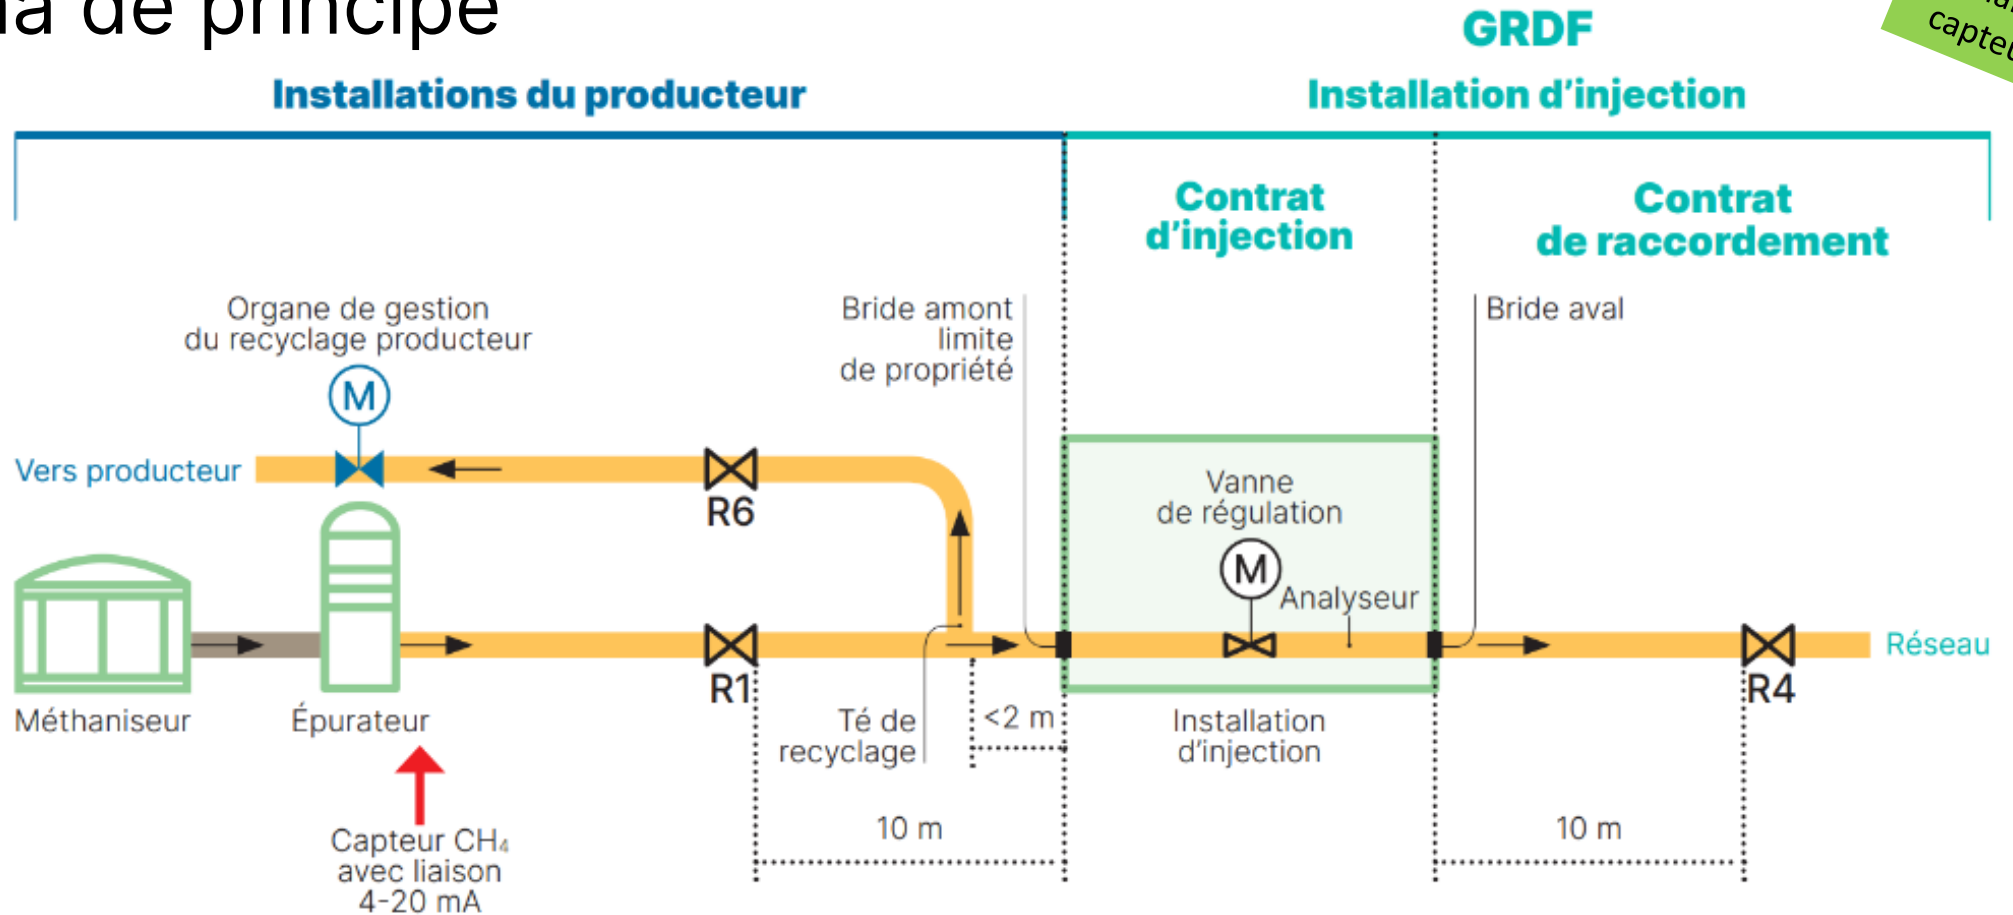 de principe
GRDF
Installations du producteur
Installation d’injection
Contrat
d’injection
Contrat
de raccordement
Organe de gestion
du recyclage producteur
Bride amont
limite
de propriété
Bride aval
M
Vers producteur
R6
Vanne
de régulation
M
Analyseur
Réseau
R1
R4
Méthaniseur
Épurateur
Té de
recyclage
<2 m
Installation
d’injection
Capteur CH₄
avec liaison
4-20 mA
10 m
10 m